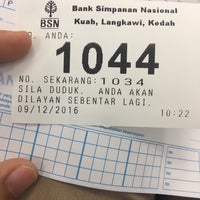 BSN
Bank Simpanan Nasional
Kuah, Langkawi, Kedah
NO. ANDA:
1044
NO. SEKARANG:1034
SILA DUDUK. ANDA AKAN
DILAYAN SEBENTAR LAGI.
09/12/2016 10:22